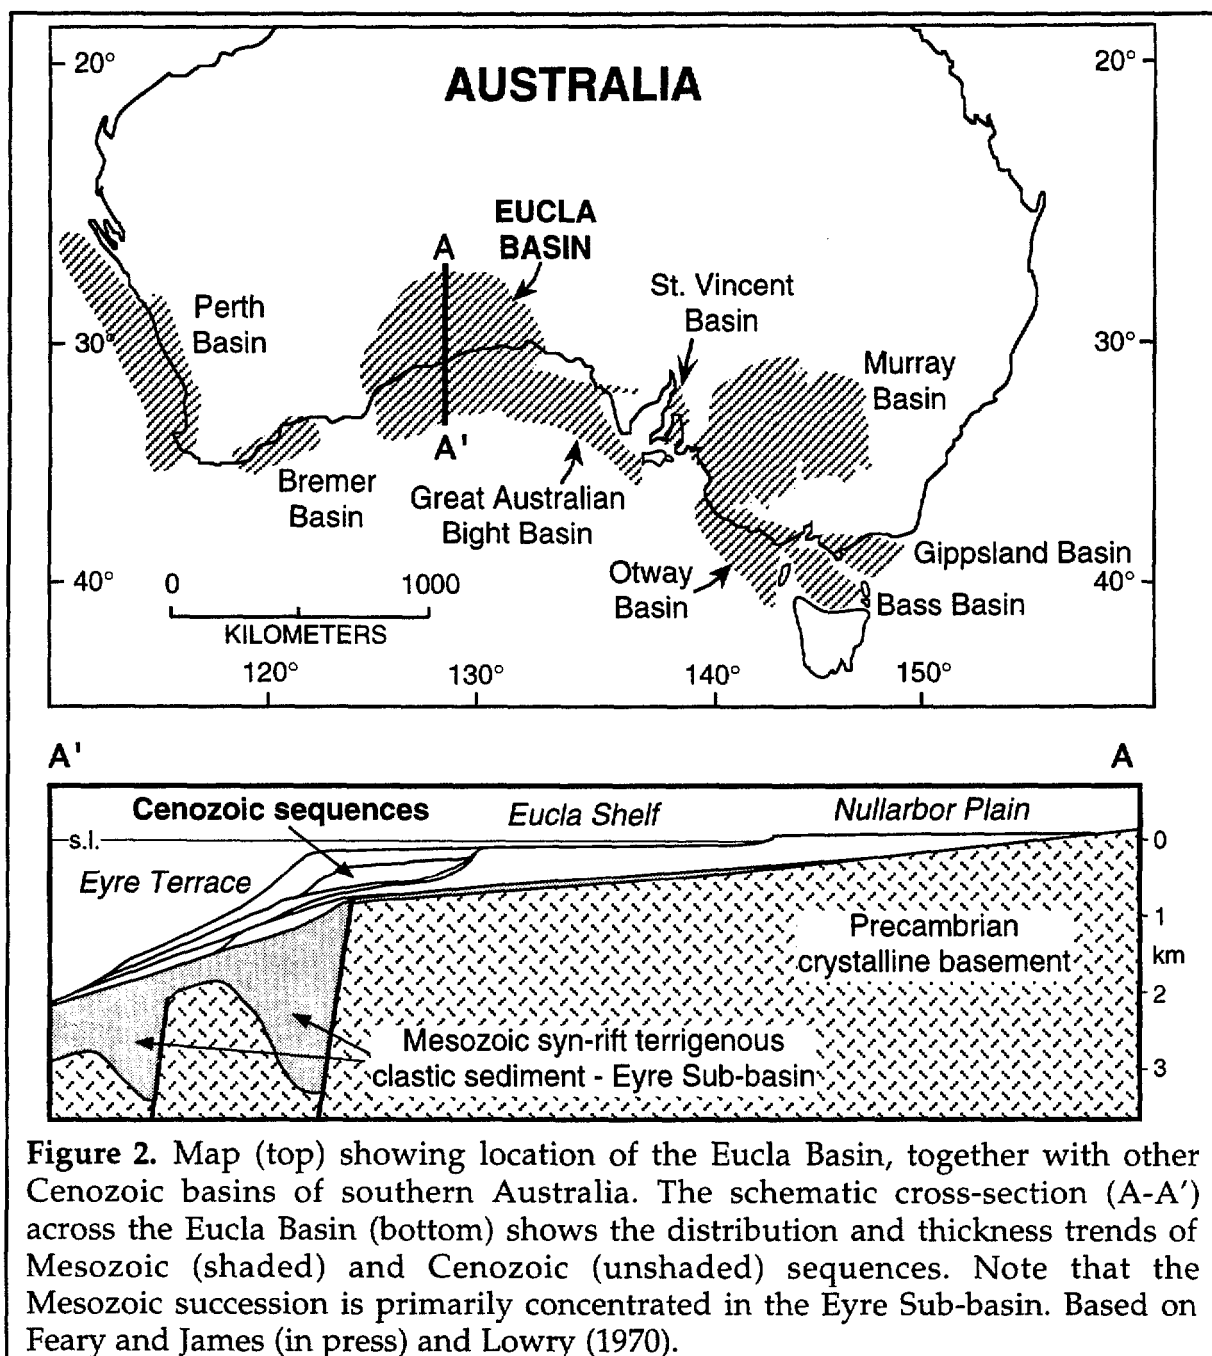 20°
20°
AUSTRALIA
EUCLA
BASIN
A
St. Vincent
Basin
Perth
Basin
30°
30°
Murray
Basin
A'
Bremer
Basin
Great Australian
Bight Basin
Otway
Basin
Gippsland Basin
Bass Basin
40°
40°
0 1000
KILOMETERS
120° 130° 140° 150°
A' A
Cenozoic sequences
Eucla Shelf
Nullarbor Plain
s.l.
0
Eyre Terrace
1
Precambrian
crystalline basement
km
2
Mesozoic syn-rift terrigenous
clastic sediment - Eyre Sub-basin
3
Figure 2. Map (top) showing location of the Eucla Basin, together with other
Cenozoic basins of southern Australia. The schematic cross-section (A-A′)
across the Eucla Basin (bottom) shows the distribution and thickness trends of
Mesozoic (shaded) and Cenozoic (unshaded) sequences. Note that the
Mesozoic succession is primarily concentrated in the Eyre Sub-basin. Based on
Feary and James (in press) and Lowry (1970).